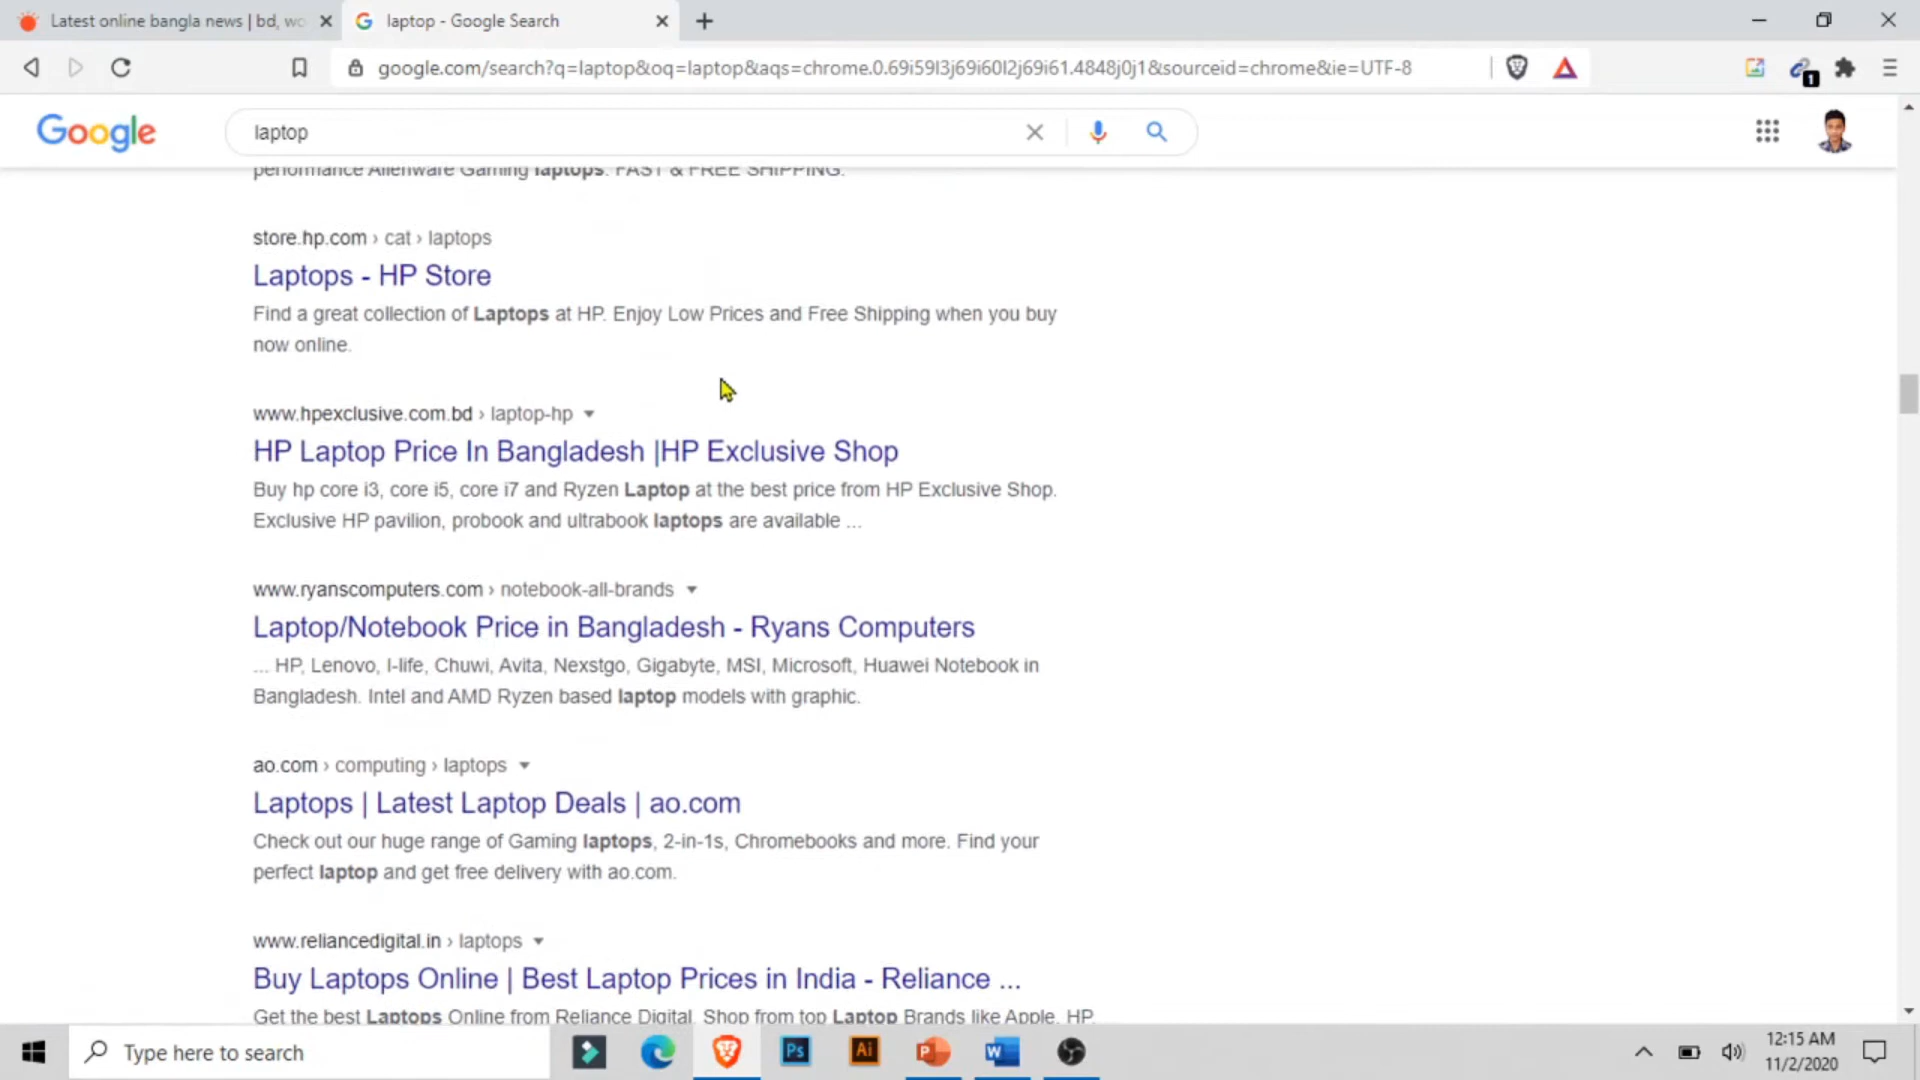 Latest online bangla news | bd, wo
laptop - Google Search
google.com/search?q=laptop&oq=laptop&aqs=chrome.0.69i59l3j69i60l2j69i61.4848j0j1&sourceid=chrome&ie=UTF-8
1
Google
laptop
performance Alienware Gaming laptops. FAST & FREE SHIPPING.
store.hp.com › cat › laptops
Laptops - HP Store
Find a great collection of Laptops at HP. Enjoy Low Prices and Free Shipping when you buy
now online.
www.hpexclusive.com.bd › laptop-hp
HP Laptop Price In Bangladesh |HP Exclusive Shop
Buy hp core i3, core i5, core i7 and Ryzen Laptop at the best price from HP Exclusive Shop.
Exclusive HP pavilion, probook and ultrabook laptops are available ...
www.ryanscomputers.com › notebook-all-brands
Laptop/Notebook Price in Bangladesh - Ryans Computers
... HP, Lenovo, I-life, Chuwi, Avita, Nexstgo, Gigabyte, MSI, Microsoft, Huawei Notebook in
Bangladesh. Intel and AMD Ryzen based laptop models with graphic.
ao.com › computing › laptops
Laptops | Latest Laptop Deals | ao.com
Check out our huge range of Gaming laptops, 2-in-1s, Chromebooks and more. Find your
perfect laptop and get free delivery with ao.com.
www.reliancedigital.in › laptops
Buy Laptops Online | Best Laptop Prices in India - Reliance ...
Get the best Laptops Online from Reliance Digital. Shop from top Laptop Brands like Apple, HP,
Type here to search
Ps
Ai
P
W
12:15 AM
11/2/2020